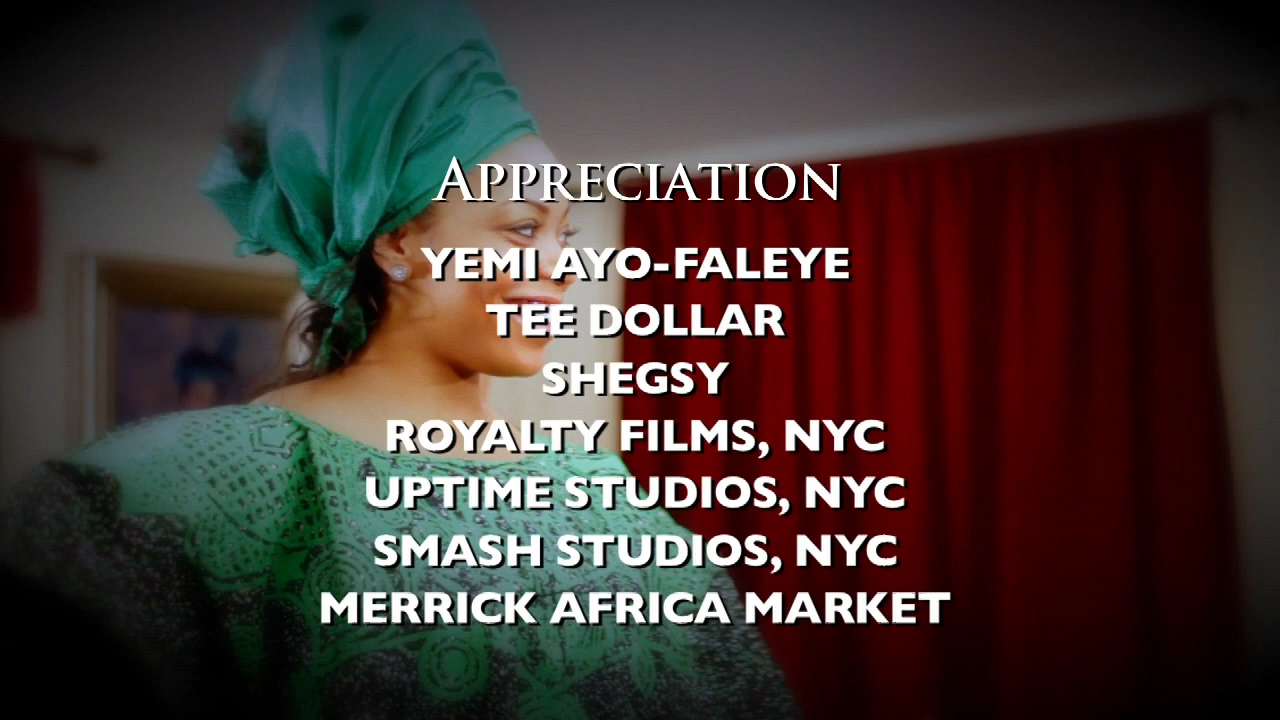 APPRECIATION
YEMI AYO-FALEYE
TEE DOLLAR
SHEGSY
ROYALTY FILMS, NYC
UPTIME STUDIOS, NYC
SMASH STUDIOS, NYC
MERRICK AFRICA MARKET